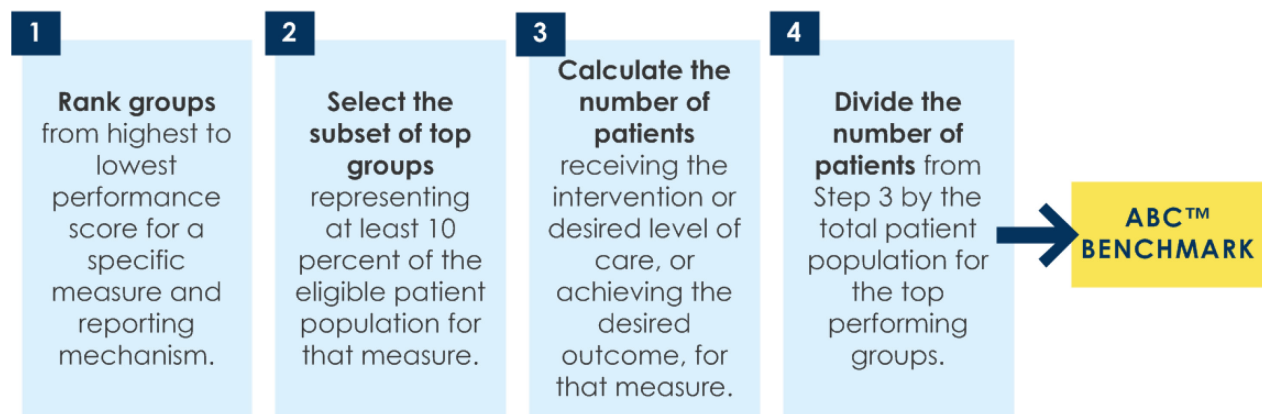 1
Rank groups
from highest to
lowest
performance
score for a
specific
measure and
reporting
mechanism.
2
Select the
subset of top
groups
representing
at least 10
percent of the
eligible patient
population for
that measure.
3
Calculate the
number of
patients
receiving the
intervention or
desired level of
care, or
achieving the
desired
outcome, for
that measure.
4
Divide the
number of
patients from
Step 3 by the
total patient
population for
the top
performing
groups.
ABC™
BENCHMARK